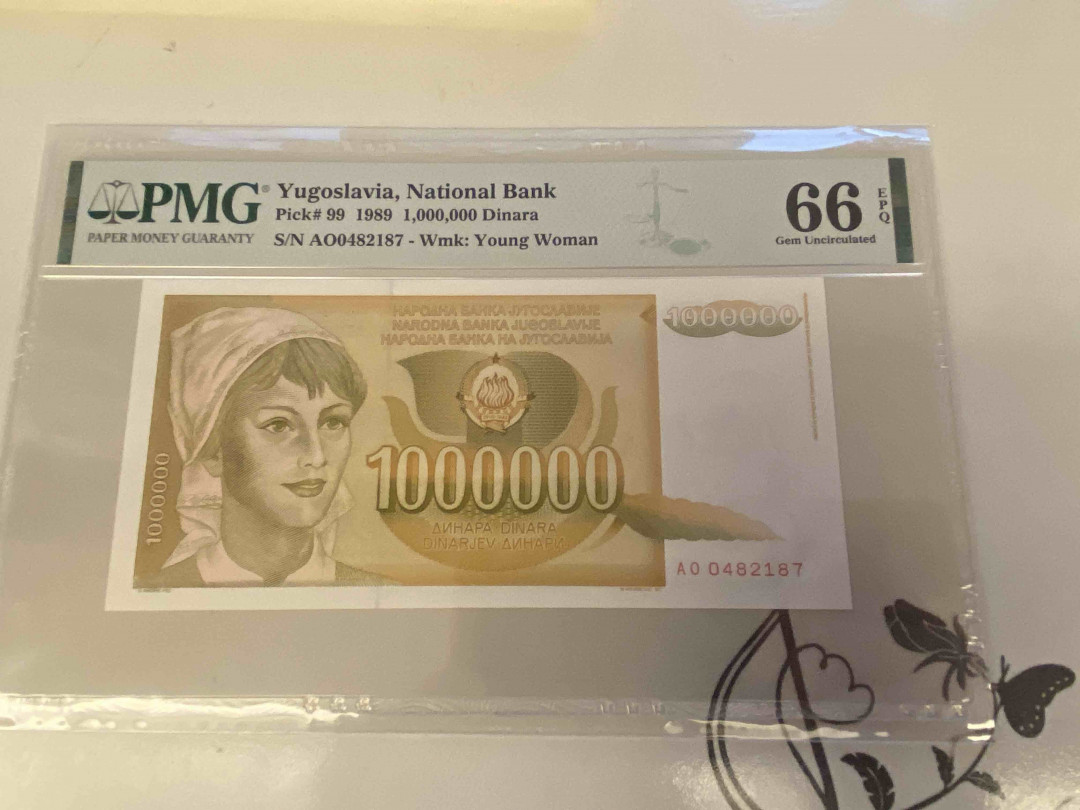 PMG®
PAPER MONEY GUARANTY
Yugoslavia, National Bank
Pick# 99 1989 1,000,000 Dinara
S/N AO0482187 - Wmk: Young Woman
66
EPQ
Gem Uncirculated
НАРОДНА БАНКА ЈУГОСЛАВИЈЕ
NARODNA BANKA JUGOSLAVIJE
НАРОДНА БАНКА НА ЈУГОСЛАВИЈА
1000000
1000000
1000000
ДИНАРА DINARA
DINARJEV ДИНАРИ
AO 0482187